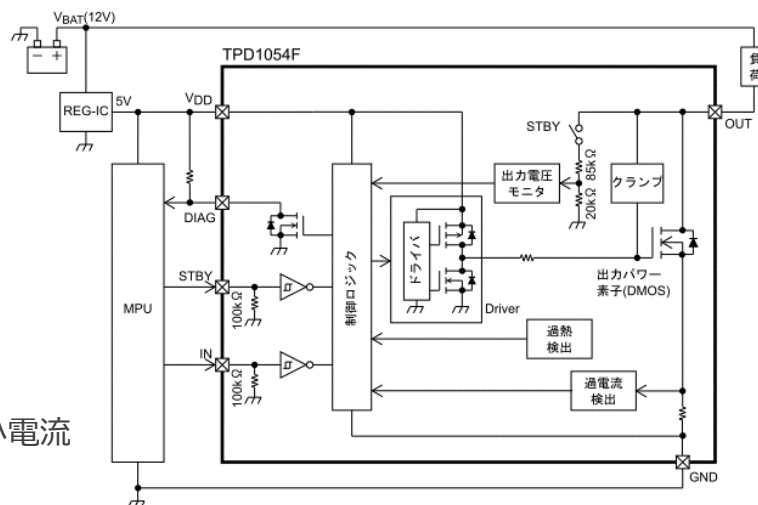 VBAT(12V)
TPD1054F
REG-IC
5V
VDD
負荷
OUT
STBY
85kΩ
20kΩ
出力電圧
モニタ
クランプ
DIAG
ドライバ
Driver
制御ロジック
出力パワー
素子(DMOS)
STBY
100kΩ
MPU
過熱
検出
IN
100kΩ
過電流
検出
電流
GND